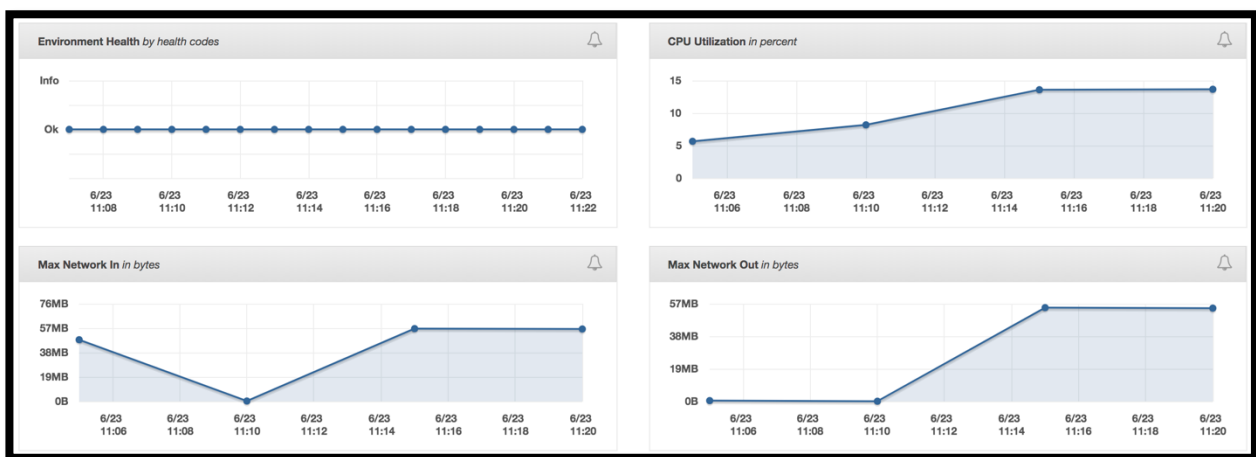 Environment Health by health codes
Info
Ok
6/23 6/23 6/23 6/23 6/23 6/23 6/23 6/23
11:08 11:10 11:12 11:14 11:16 11:18 11:20 11:22
CPU Utilization in percent
15
10
5
0
6/23 6/23 6/23 6/23 6/23 6/23 6/23 6/23
11:06 11:08 11:10 11:12 11:14 11:16 11:18 11:20
Max Network In in bytes
76MB
57MB
38MB
19MB
0B
6/23 6/23 6/23 6/23 6/23 6/23 6/23 6/23
11:06 11:08 11:10 11:12 11:14 11:16 11:18 11:20
Max Network Out in bytes
57MB
38MB
19MB
0B
6/23 6/23 6/23 6/23 6/23 6/23 6/23 6/23
11:06 11:08 11:10 11:12 11:14 11:16 11:18 11:20